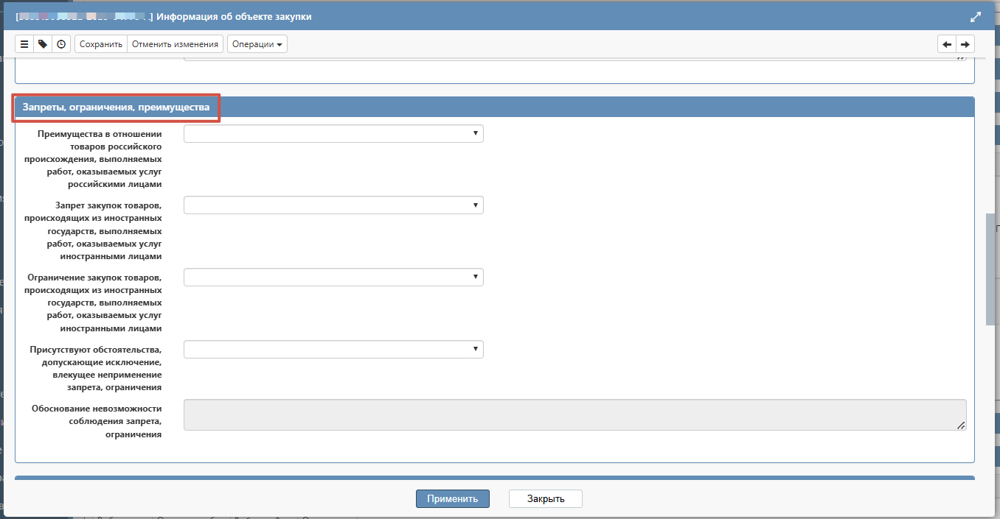 .] Информация об объекте закупки
Сохранить Отменить изменения Операции
Запреты, ограничения, преимущества
Преимущества в отношении
товаров российского
происхождения, выполняемых
работ, оказываемых услуг
российскими лицами
Запрет закупок товаров,
происходящих из иностранных
государств, выполняемых
работ, оказываемых услуг
иностранными лицами
Ограничение закупок товаров,
происходящих из иностранных
государств, выполняемых
работ, оказываемых услуг
иностранными лицами
Присутствуют обстоятельства,
допускающие исключение,
влекущее неприменение
запрета, ограничения
Обоснование невозможности
соблюдения запрета,
ограничения
Применить Закрыть